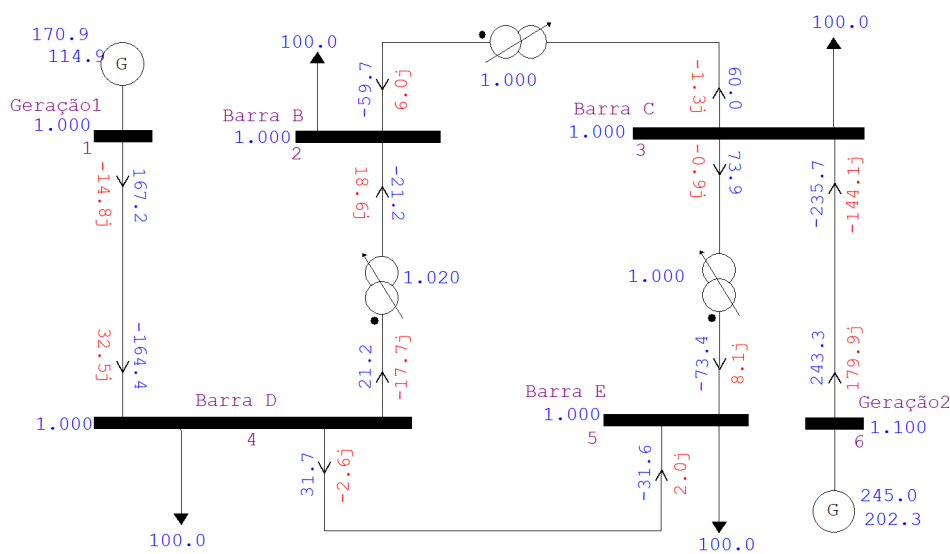 170.9
114.9
G
Geração1
1.000
1
-14.8j
167.2
32.5j
-164.4
100.0
Barra B
1.000
2
-59.7
6.0j
1.000
18.6j
-21.2
1.020
21.2
-17.7j
100.0
Barra C
1.000
3
-1.3j
60.0
-0.9j
73.9
1.000
-73.4
8.1j
-235.7
-144.1j
243.3
179.9j
Barra D
1.000
4
100.0
31.7
-2.6j
Barra E
1.000
5
-31.6
2.0j
100.0
Geração2
1.100
6
G
245.0
202.3